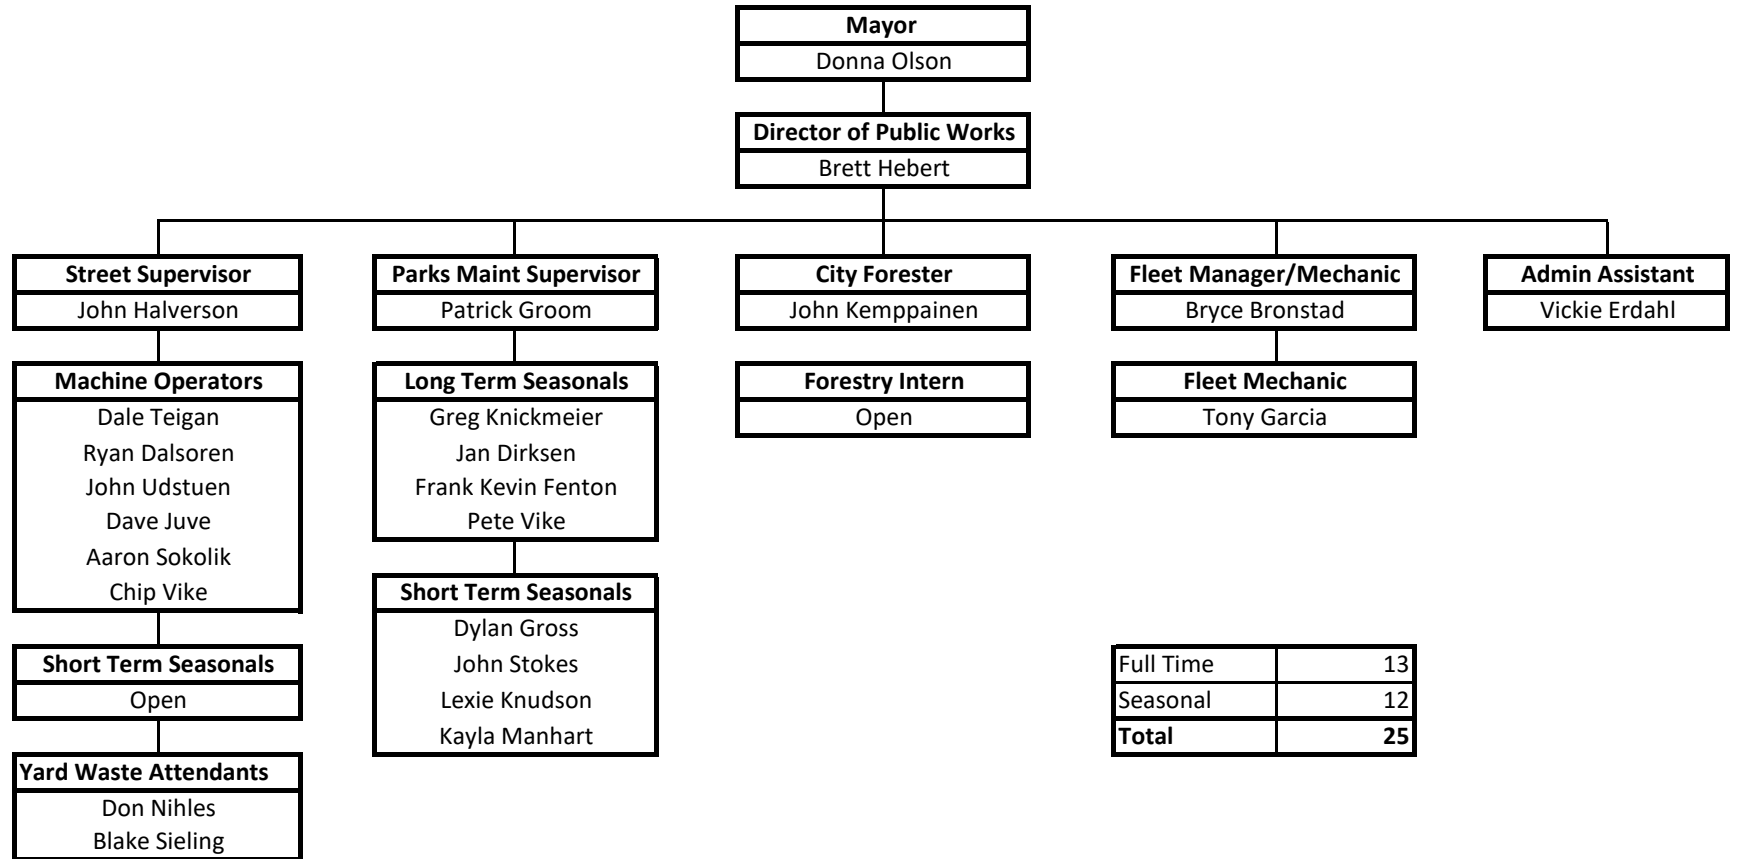 Mayor
Donna Olson
Director of Public Works
Brett Hebert
Street Supervisor
John Halverson
Parks Maint Supervisor
Patrick Groom
City Forester
John Kemppainen
Fleet Manager/Mechanic
Bryce Bronstad
Admin Assistant
Vickie Erdahl
Machine Operators
Dale Teigan
Ryan Dalsoren
John Udstuen
Dave Juve
Aaron Sokolik
Chip Vike
Short Term Seasonals
Open
Yard Waste Attendants
Don Nihles
Blake Sieling
Long Term Seasonals
Greg Knickmeier
Jan Dirksen
Frank Kevin Fenton
Pete Vike
Short Term Seasonals
Dylan Gross
John Stokes
Lexie Knudson
Kayla Manhart
Forestry Intern
Open
Fleet Mechanic
Tony Garcia
Full Time 13
Seasonal 12
Total 25